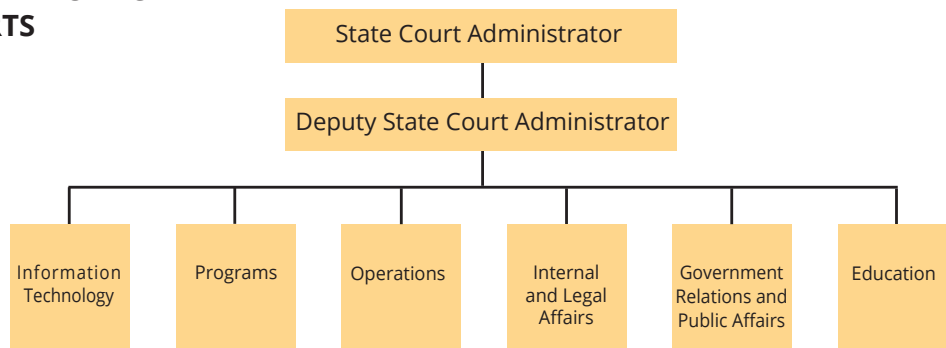 State Court Administrator
Deputy State Court Administrator
Information
Technology
Programs
Operations
Internal
and Legal
Affairs
Government
Relations and
Public Affairs
Education